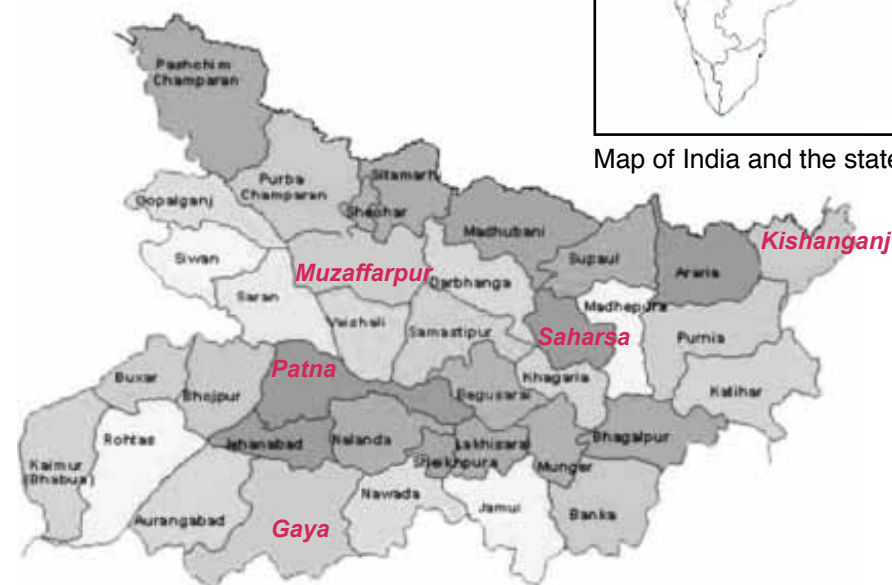 Map of India and the state
Pashchim
Champaran
Purba
Champaran
Sitamarhi
Sheohar
Gopalganj
Siwan
Saran
Muzaffarpur
Darbhanga
Madhubani
Supaul
Araria
Kishanganj
Madhepura
Saharsa
Purnia
Katihar
Vaishali
Samastipur
Khagaria
Begusarai
Patna
Buxar
Bhojpur
Rohtas
Kaimur
(Bhabua)
Jehanabad
Nalanda
Sheikhpura
Lakhisarai
Munger
Bhagalpur
Aurangabad
Gaya
Nawada
Jamui
Banka